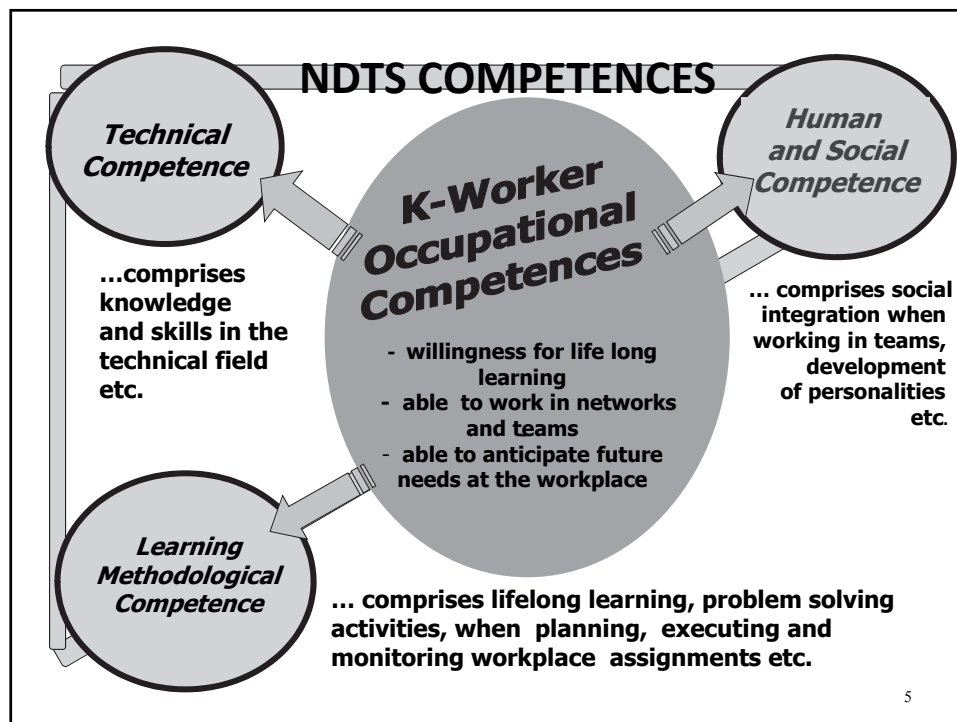 NDTS COMPETENCES
Technical
Competence
Human
and Social
Competence
K-Worker
Occupational
Competences
…comprises
knowledge
and skills in the
technical field
etc.
- willingness for life long
learning
- able to work in networks
and teams
- able to anticipate future
needs at the workplace
… comprises social
integration when
working in teams,
development
of personalities
etc.
Learning
Methodological
Competence
… comprises lifelong learning, problem solving
activities, when planning, executing and
monitoring workplace assignments etc.
5